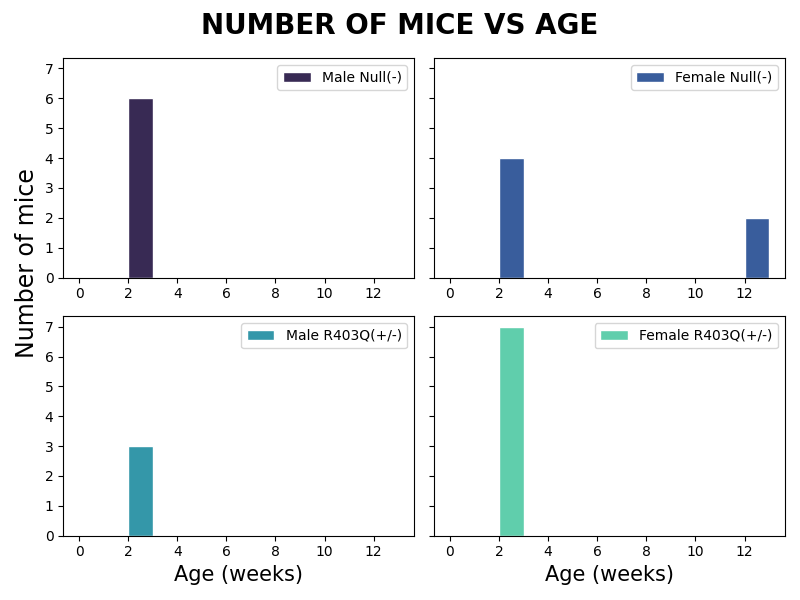 NUMBER OF MICE VS AGE
Number of mice
Male Null(-)
7
6
5
4
3
2
1
0
0 2 4 6 8 10 12
Female Null(-)
0 2 4 6 8 10 12
Male R403Q(+/-)
7
6
5
4
3
2
1
0
0 2 4 6 8 10 12
Age (weeks)
Female R403Q(+/-)
0 2 4 6 8 10 12
Age (weeks)